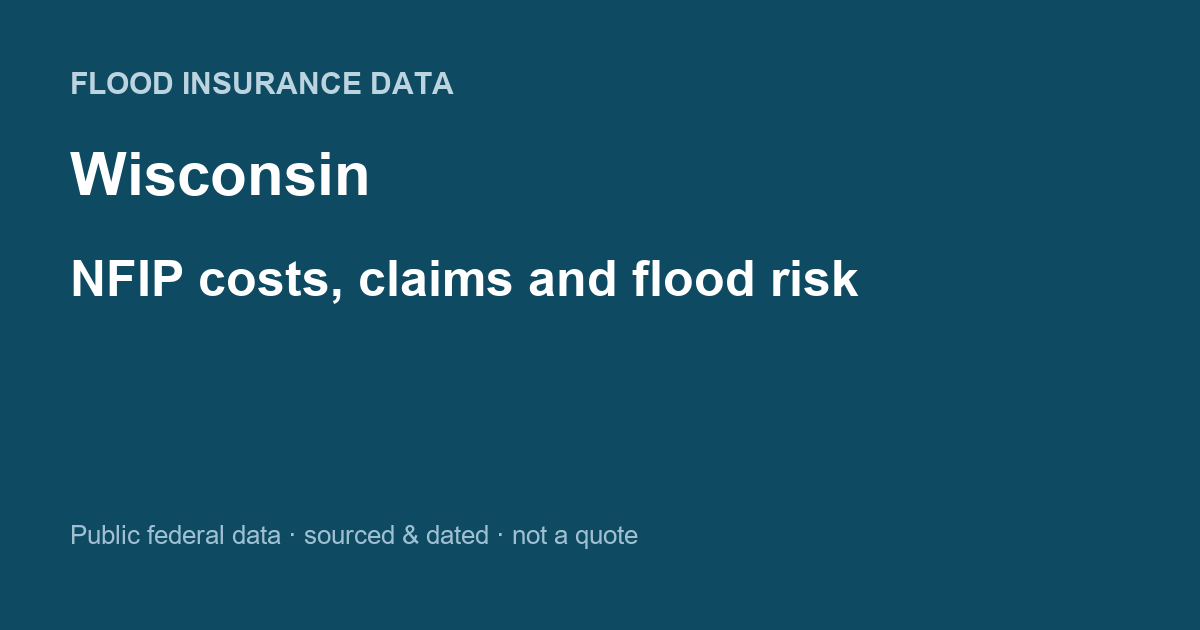 FLOOD INSURANCE DATA
Wisconsin
NFIP costs, claims and flood risk
Public federal data · sourced & dated · not a quote